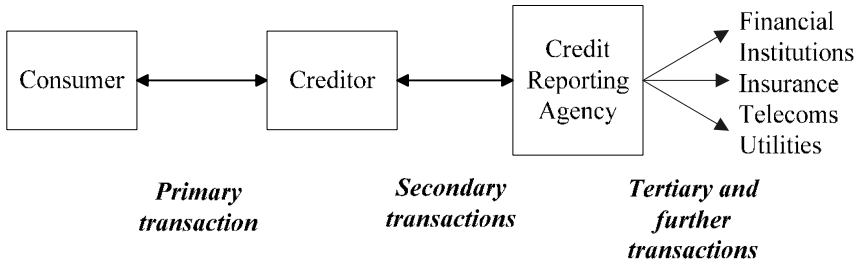 Consumer
Creditor
Credit
Reporting
Agency
Financial
Institutions
Insurance
Telecoms
Utilities
Primary
transaction
Secondary
transactions
Tertiary and
further
transactions